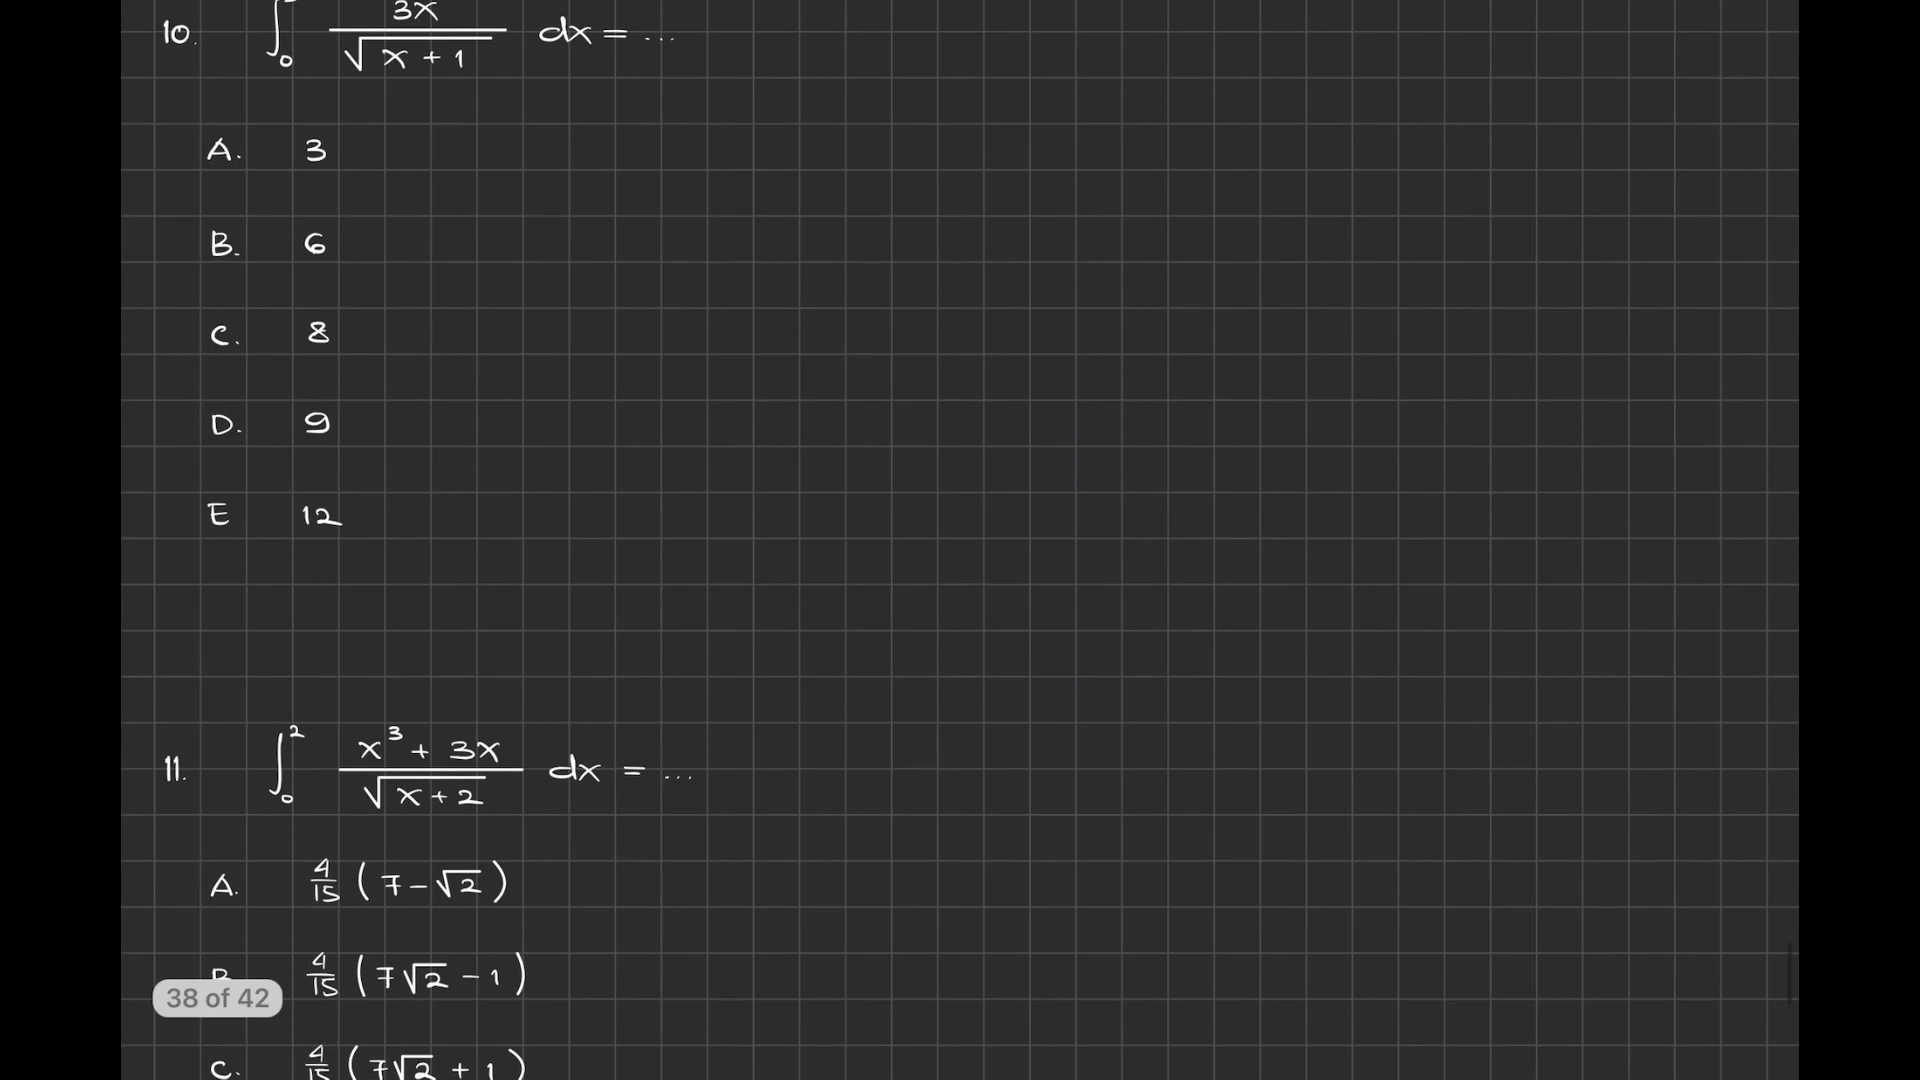 10. ∫₀ 3x/√(x + 1) dx = ...
A. 3
B. 6
C. 8
D. 9
E 12
11. ∫₀² (x³ + 3x)/√(x + 2) dx = ...
A. 4/15 (7 - √2)
B. 4/15 (7√2 - 1)
38 of 42
C. 4/15 (7√2 + 1)